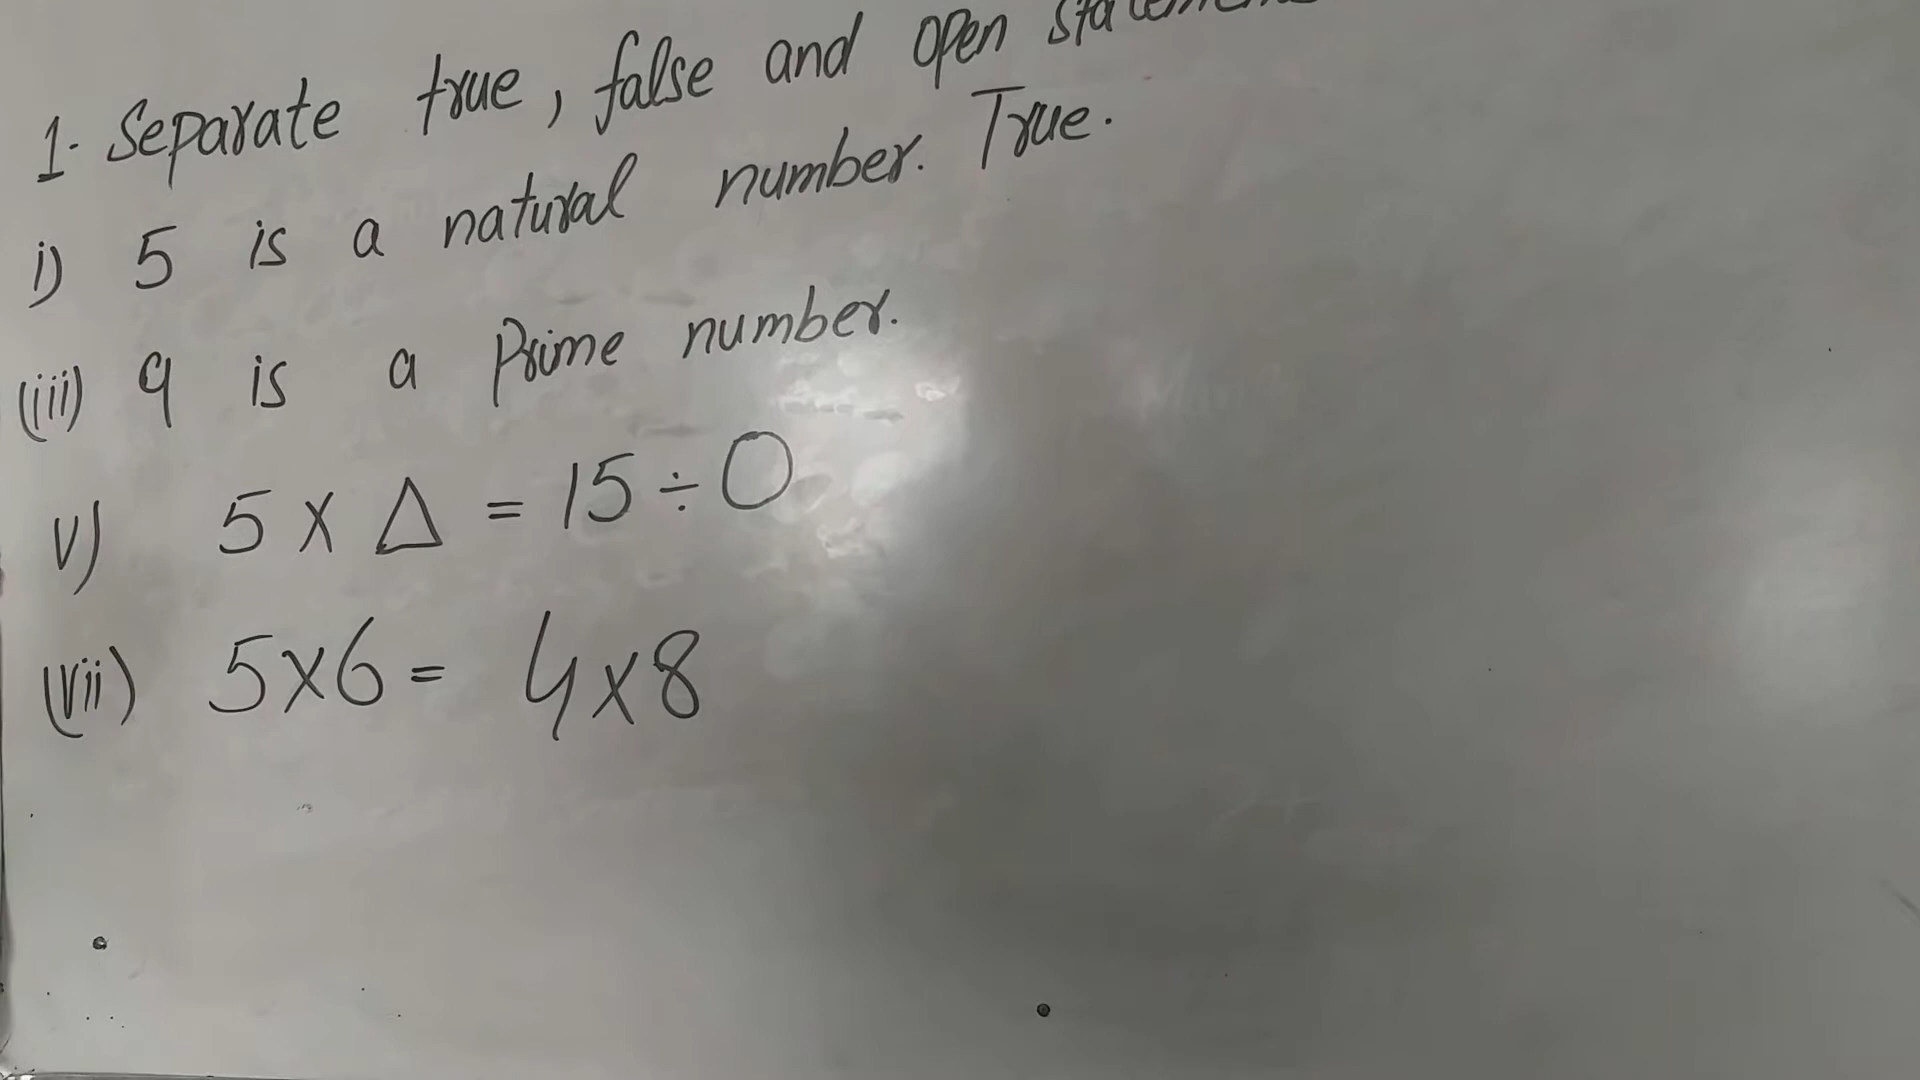 1. Separate true, false and open statements
i) 5 is a natural number. True.
(iii) 9 is a Prime number.
v) 5 × △ = 15 ÷ O
(vii) 5×6 = 4×8